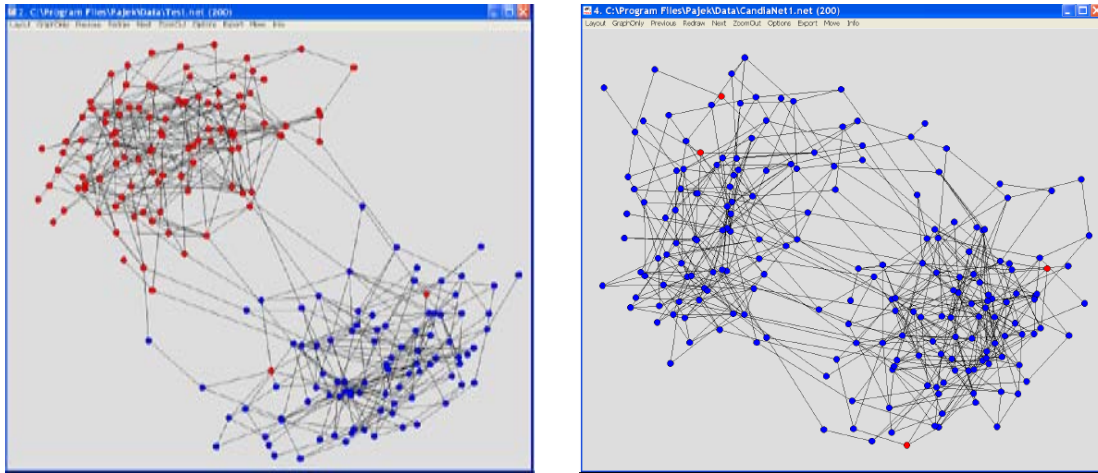 2. C:\Program Files\Pajek\Data\Test.net (200)
Layout GraphOnly Previous Redraw Next ZoomOut Options Export Move Info
4. C:\Program Files\Pajek\Data\CandiaNet1.net (200)
Layout GraphOnly Previous Redraw Next ZoomOut Options Export Move Info